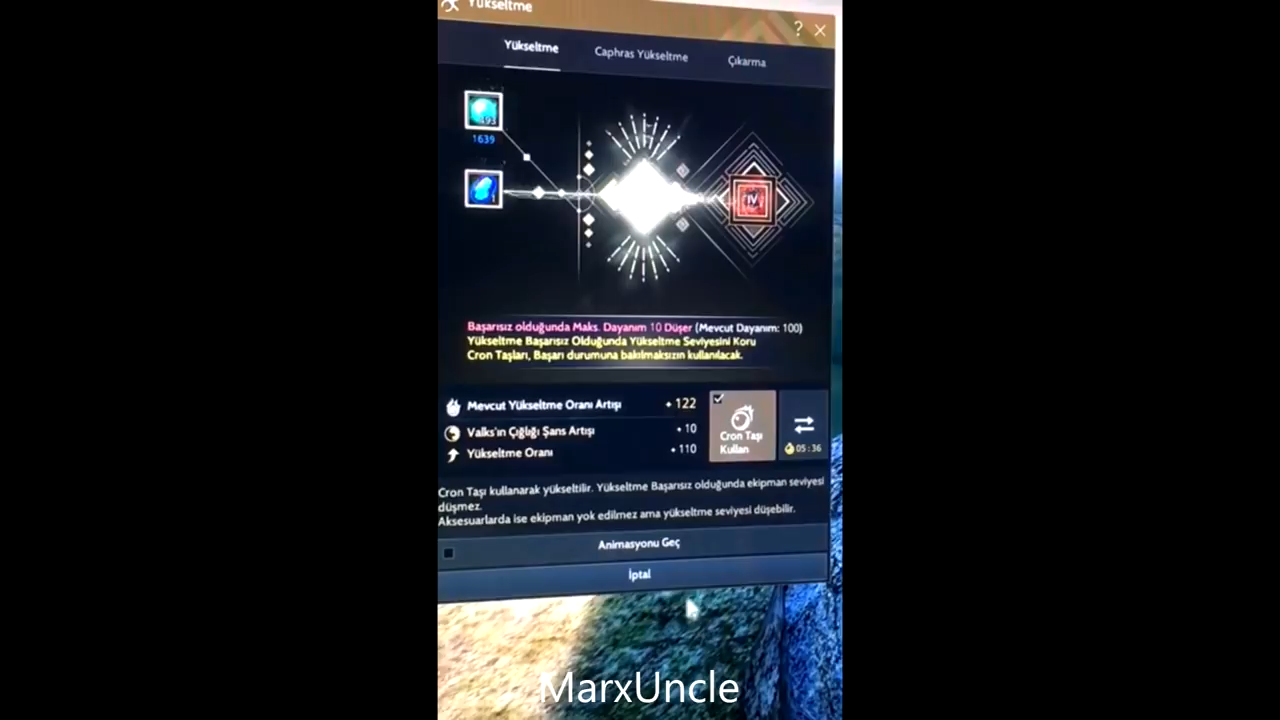 Yükseltme
? ×
Yükseltme Caphras Yükseltme Çıkarma
1639
1
IV
Başarısız olduğunda Maks. Dayanım 10 Düşer (Mevcut Dayanım: 100)
Yükseltme Başarısız Olduğunda Yükseltme Seviyesini Koru
Cron Taşları, Başarı durumuna bakılmaksızın kullanılacak.
Mevcut Yükseltme Oranı Artışı + 122
Valks'ın Çığlığı Şans Artışı + 10
Yükseltme Oranı + 110
Cron Taşı
Kullan
05 : 36
Cron Taşı kullanarak yükseltilir. Yükseltme Başarısız olduğunda ekipman seviyesi
düşmez.
Aksesuarlarda ise ekipman yok edilmez ama yükseltme seviyesi düşebilir.
Animasyonu Geç
İptal
MarxUncle